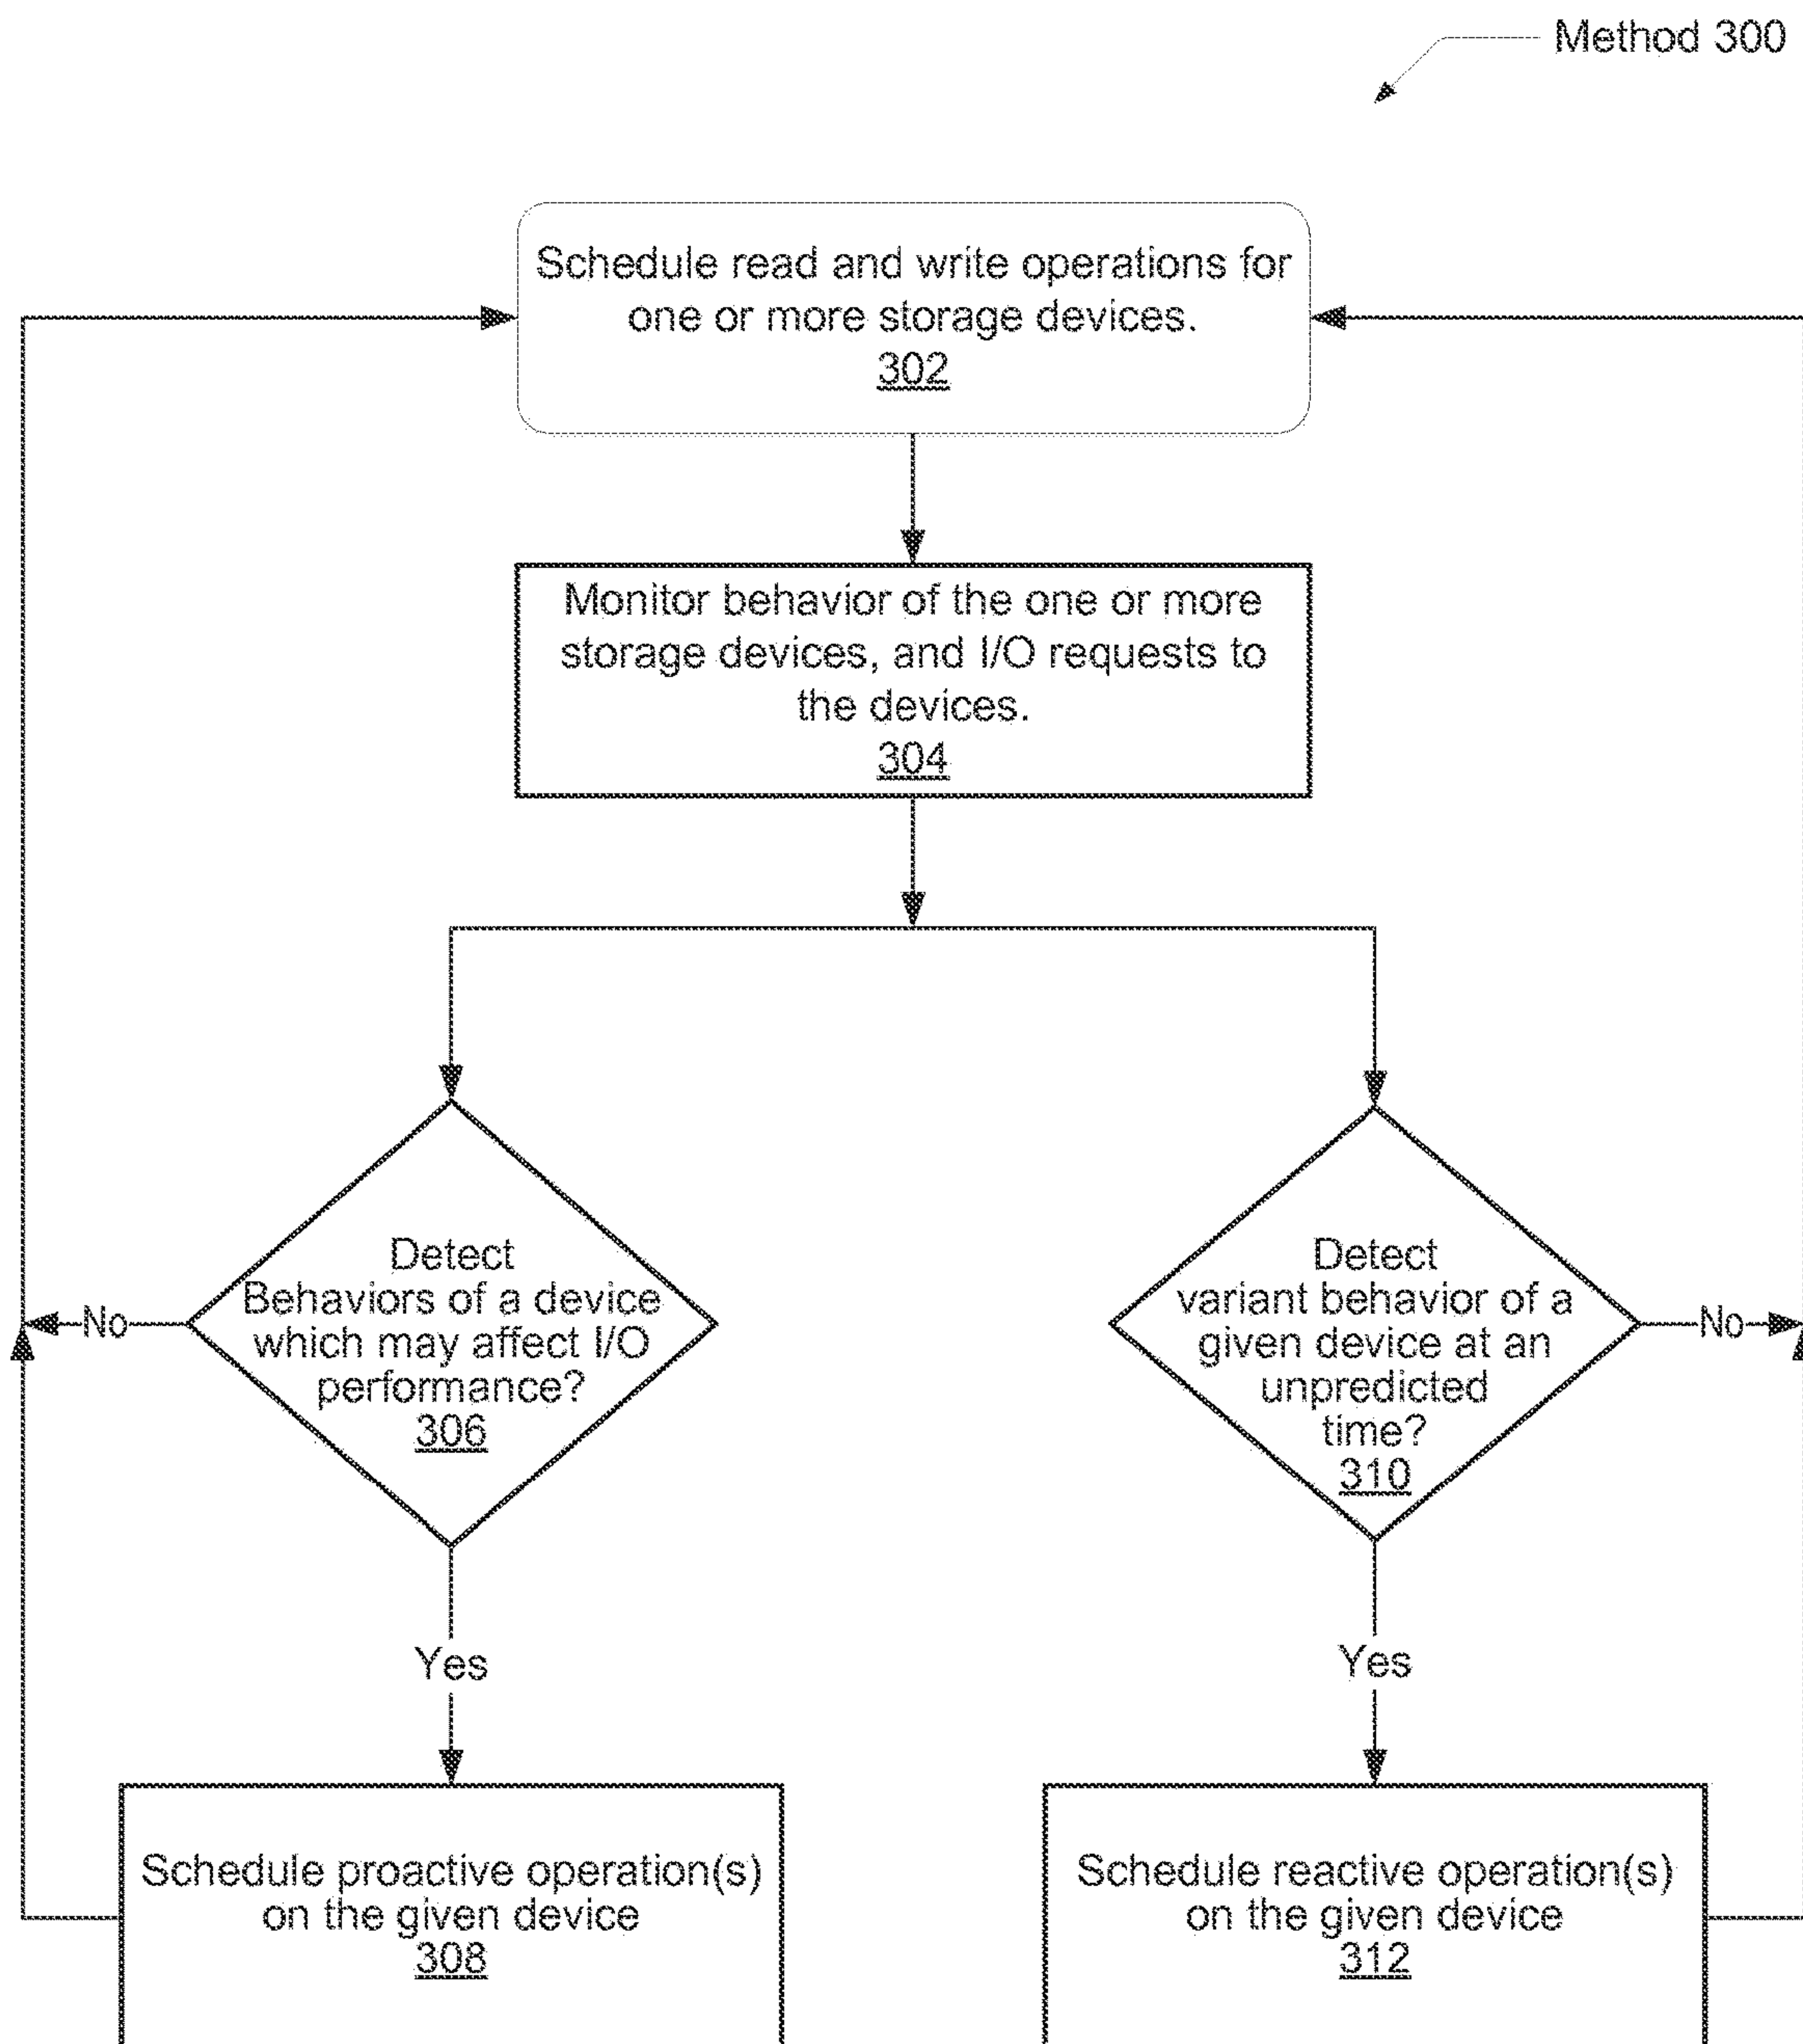 Method 300
Schedule read and write operations for
one or more storage devices.
302
Monitor behavior of the one or more
storage devices, and I/O requests to
the devices.
304
Detect
Behaviors of a device
which may affect I/O
performance?
306
No
Yes
Detect
variant behavior of a
given device at an
unpredicted
time?
310
No
Yes
Schedule proactive operation(s)
on the given device
308
Schedule reactive operation(s)
on the given device
312